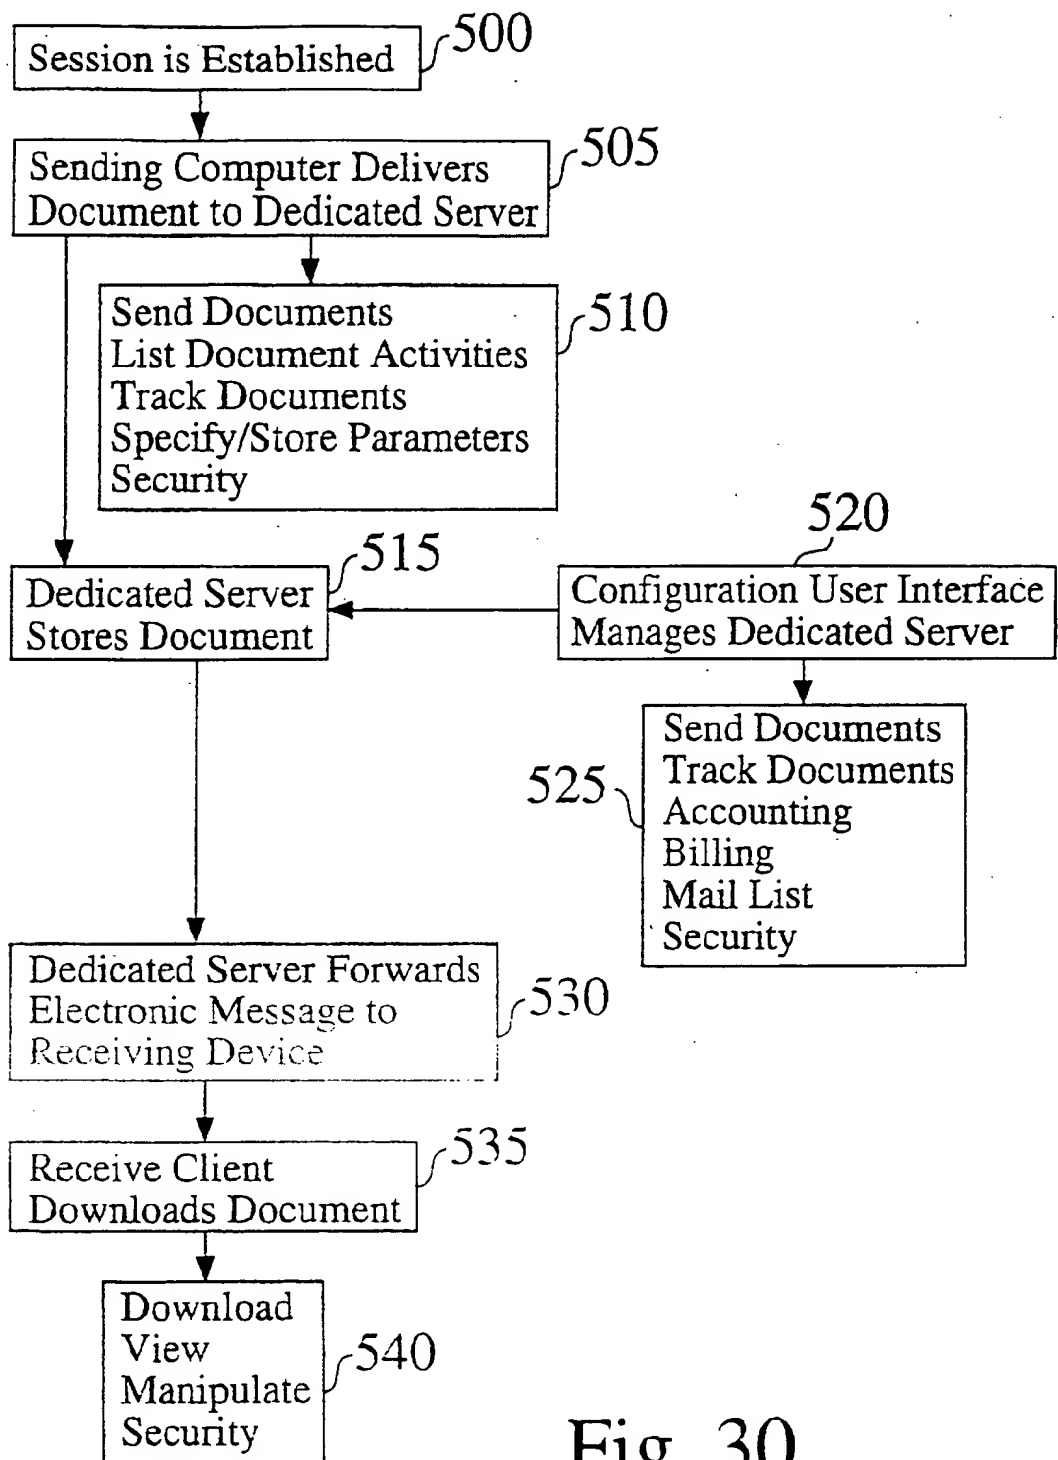 Session is Established
500
Sending Computer Delivers
Document to Dedicated Server
505
Send Documents
List Document Activities
Track Documents
Specify/Store Parameters
Security
510
Dedicated Server
Stores Document
515
520
Configuration User Interface
Manages Dedicated Server
525
Send Documents
Track Documents
Accounting
Billing
Mail List
Security
Dedicated Server Forwards
Electronic Message to
Receiving Device
530
Receive Client
Downloads Document
535
Download
View
Manipulate
Security
540
Fig. 30